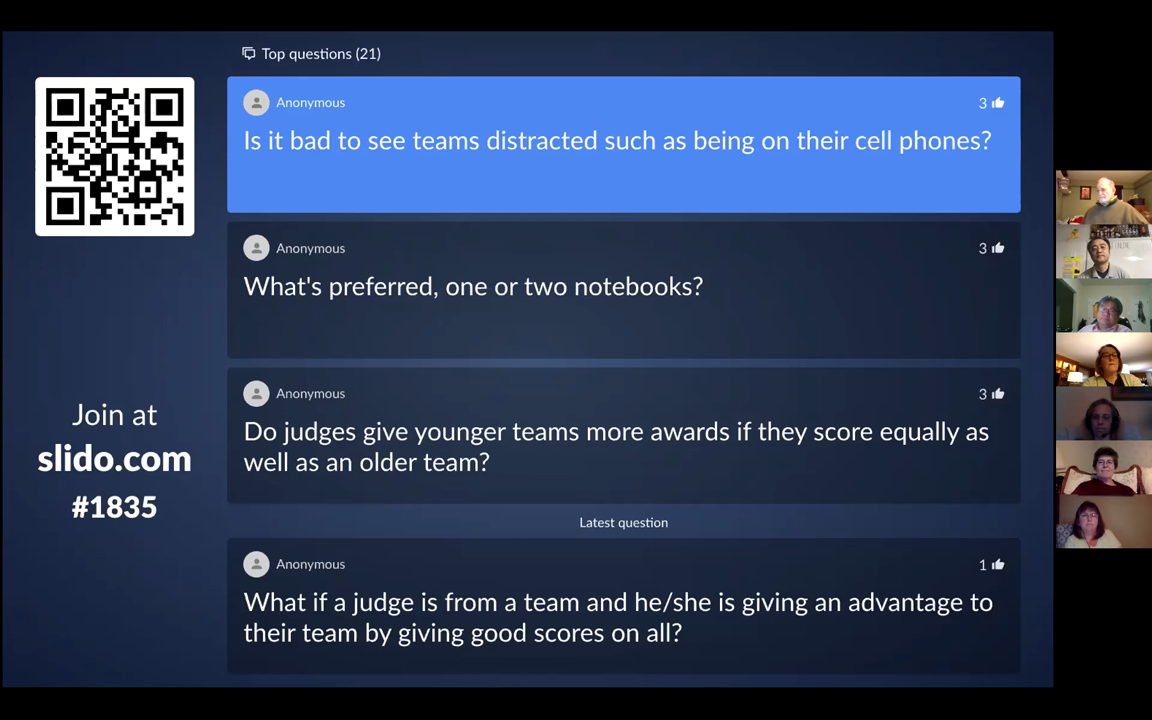 Top questions (21)
Anonymous
3
Is it bad to see teams distracted such as being on their cell phones?
Anonymous
3
What's preferred, one or two notebooks?
Join at
slido.com
#1835
Anonymous
3
Do judges give younger teams more awards if they score equally as
well as an older team?
Latest question
Anonymous
1
What if a judge is from a team and he/she is giving an advantage to
their team by giving good scores on all?